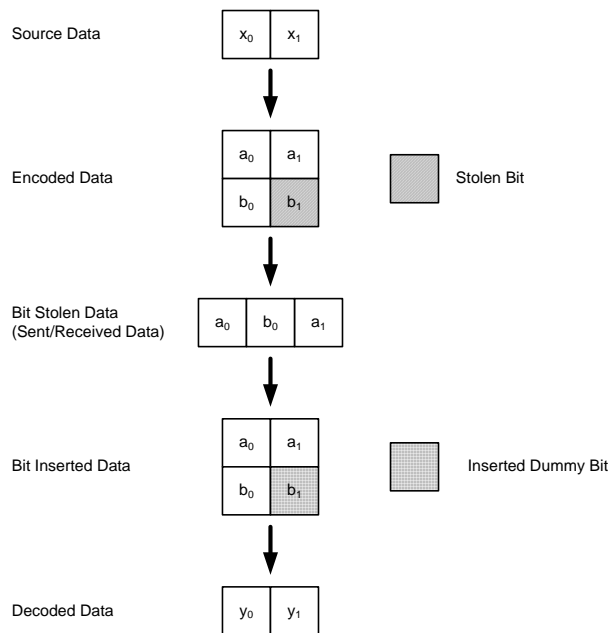 Source Data
x0 x1
Encoded Data
a0 a1
b0 b1
Stolen Bit
Bit Stolen Data
(Sent/Received Data)
a0 b0 a1
Bit Inserted Data
a0 a1
b0 b1
Inserted Dummy Bit
Decoded Data
y0 y1